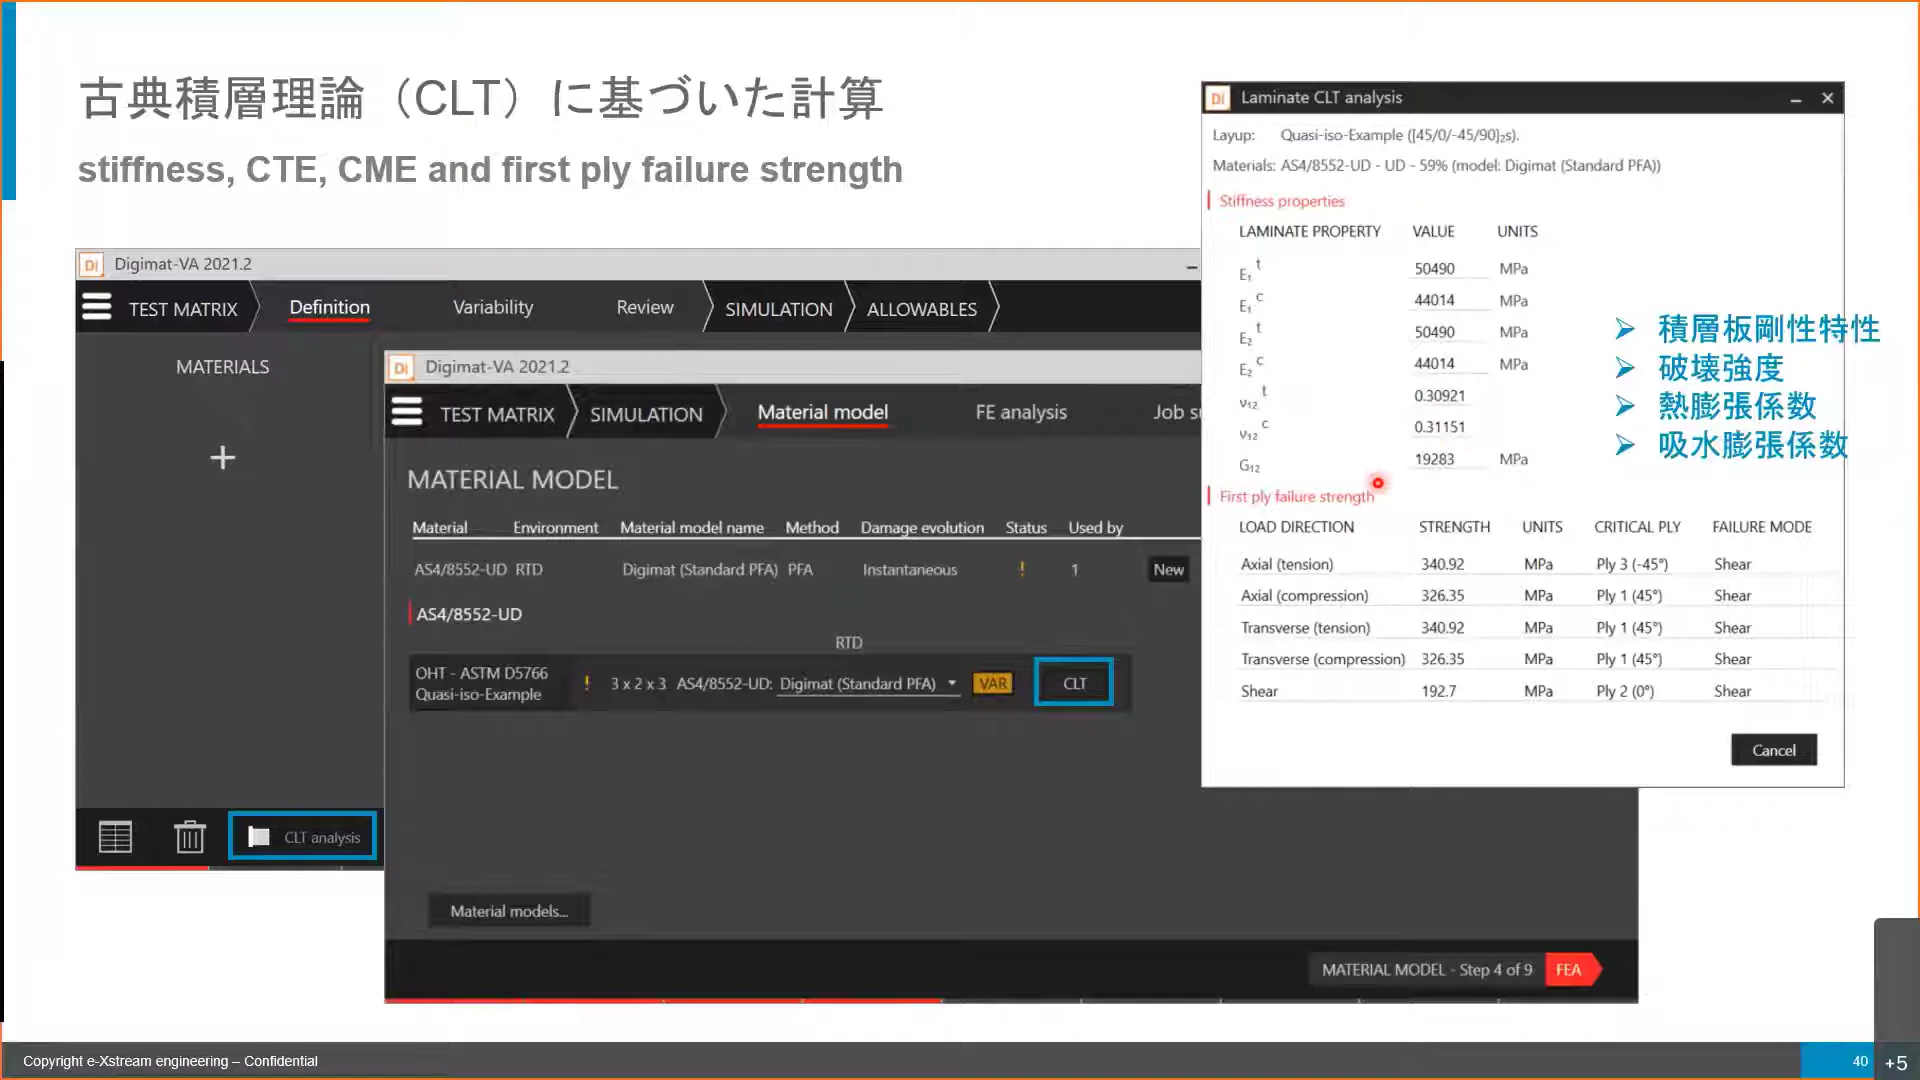 古典積層理論（CLT）に基づいた計算
stiffness, CTE, CME and first ply failure strength
Di Digimat-VA 2021.2
TEST MATRIX Definition Variability Review SIMULATION ALLOWABLES
MATERIALS
+
CLT analysis
Di Digimat-VA 2021.2
TEST MATRIX SIMULATION Material model FE analysis Job su
MATERIAL MODEL
Material Environment Material model name Method Damage evolution Status Used by
AS4/8552-UD RTD Digimat (Standard PFA) PFA Instantaneous ! 1 New
AS4/8552-UD
RTD
OHT - ASTM D5766
Quasi-iso-Example
! 3 x 2 x 3 AS4/8552-UD: Digimat (Standard PFA) VAR CLT
Material models...
MATERIAL MODEL - Step 4 of 9 FEA
Di Laminate CLT analysis
Layup: Quasi-iso-Example ([45/0/-45/90]₂s).
Materials: AS4/8552-UD - UD - 59% (model: Digimat (Standard PFA))
Stiffness properties
LAMINATE PROPERTY VALUE UNITS
E₁ᵗ 50490 MPa
E₁ᶜ 44014 MPa
E₂ᵗ 50490 MPa
E₂ᶜ 44014 MPa
ν₁₂ᵗ 0.30921
ν₁₂ᶜ 0.31151
G₁₂ 19283 MPa
First ply failure strength
LOAD DIRECTION STRENGTH UNITS CRITICAL PLY FAILURE MODE
Axial (tension) 340.92 MPa Ply 3 (-45°) Shear
Axial (compression) 326.35 MPa Ply 1 (45°) Shear
Transverse (tension) 340.92 MPa Ply 1 (45°) Shear
Transverse (compression) 326.35 MPa Ply 1 (45°) Shear
Shear 192.7 MPa Ply 2 (0°) Shear
Cancel
➢ 積層板剛性特性
➢ 破壊強度
➢ 熱膨張係数
➢ 吸水膨張係数
Copyright e-Xstream engineering – Confidential
40
+5